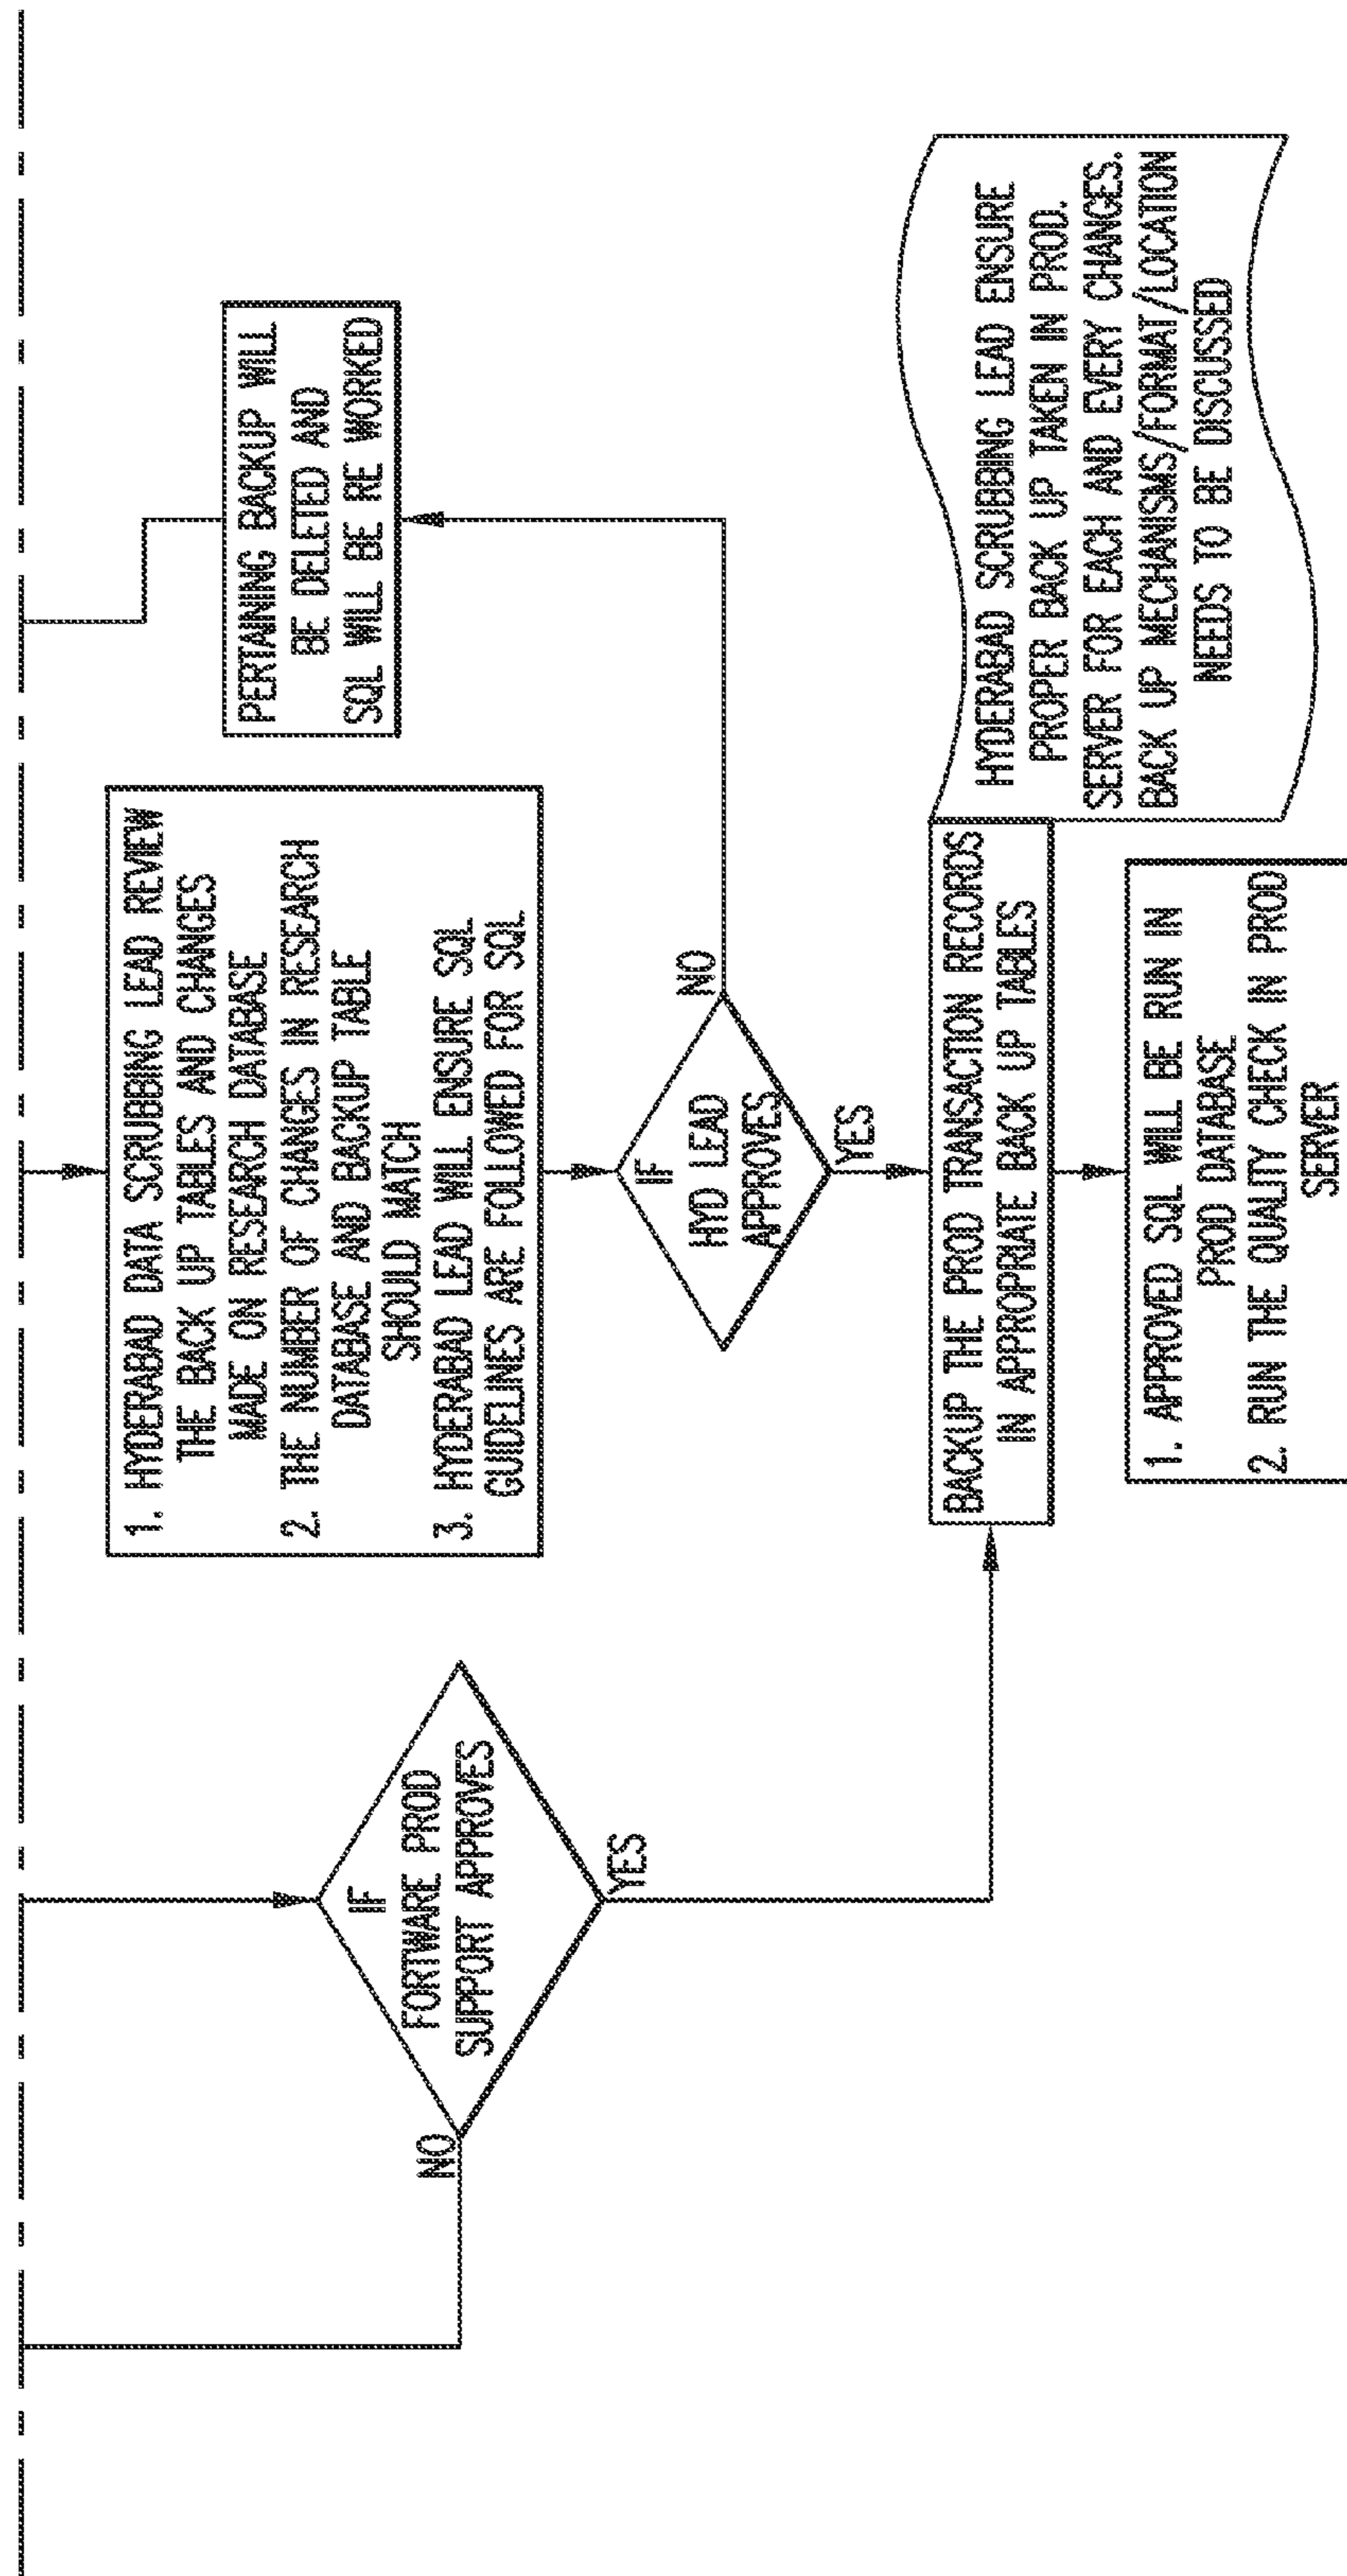 IF
FORTWARE PROD
SUPPORT APPROVES
NO
YES
1. HYDERABAD DATA SCRUBBING LEAD REVIEW
THE BACK UP TABLES AND CHANGES
MADE ON RESEARCH DATABASE
2. THE NUMBER OF CHANGES IN RESEARCH
DATABASE AND BACKUP TABLE
SHOULD MATCH
3. HYDERABAD LEAD WILL ENSURE SQL
GUIDELINES ARE FOLLOWED FOR SQL
PERTAINING BACKUP WILL
BE DELETED AND
SQL WILL BE RE WORKED
IF
HYD LEAD
APPROVES
NO
YES
BACKUP THE PROD TRANSACTION RECORDS
IN APPROPRIATE BACK UP TABLES
HYDERABAD SCRUBBING LEAD ENSURE
PROPER BACK UP TAKEN IN PROD.
SERVER FOR EACH AND EVERY CHANGES.
BACK UP MECHANISMS/FORMAT/LOCATION
NEEDS TO BE DISCUSSED
1. APPROVED SQL WILL BE RUN IN
PROD DATABASE
2. RUN THE QUALITY CHECK IN PROD
SERVER